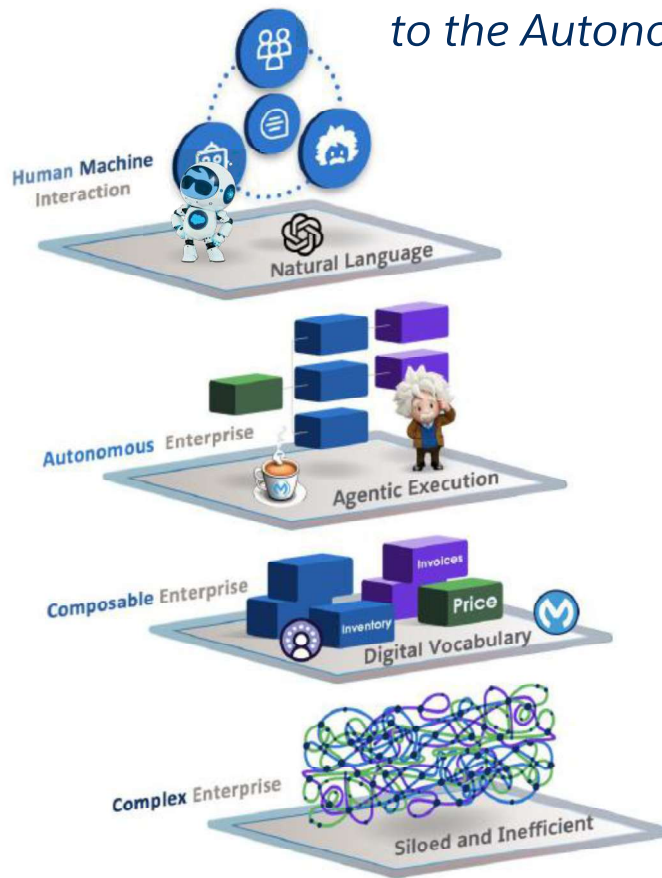 to the Autono
Human Machine
Interaction
Natural Language
Autonomous Enterprise
Agentic Execution
Composable Enterprise
Invoices
Price
Inventory
Digital Vocabulary
Complex Enterprise
Siloed and Inefficient